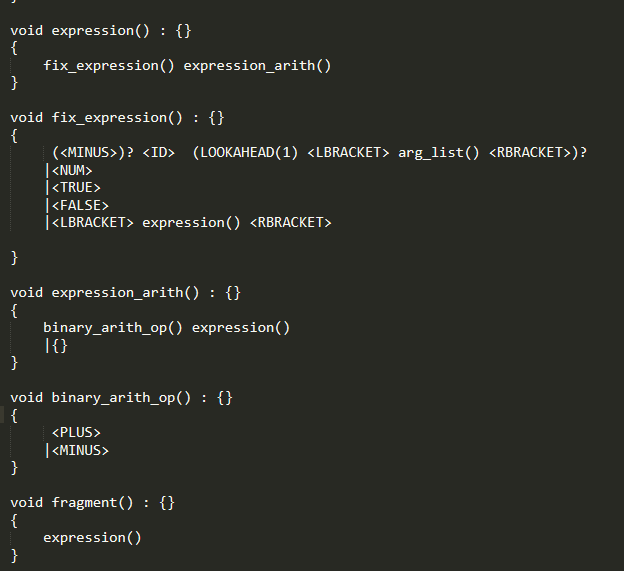 }
void expression() : {}
{
    fix_expression() expression_arith()
}
void fix_expression() : {}
{
     (<MINUS>)? <ID>  (LOOKAHEAD(1) <LBRACKET> arg_list() <RBRACKET>)?
    |<NUM>
    |<TRUE>
    |<FALSE>
    |<LBRACKET> expression() <RBRACKET>
}
void expression_arith() : {}
{
    binary_arith_op() expression()
    |{}
}
void binary_arith_op() : {}
{
     <PLUS>
    |<MINUS>
}
void fragment() : {}
{
    expression()
}